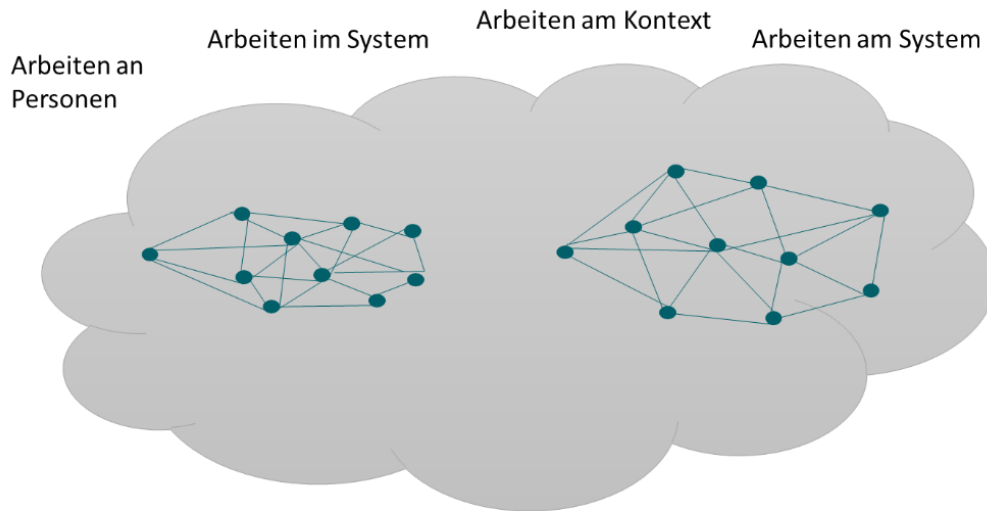 Arbeiten an
Personen
Arbeiten im System
Arbeiten am Kontext
Arbeiten am System